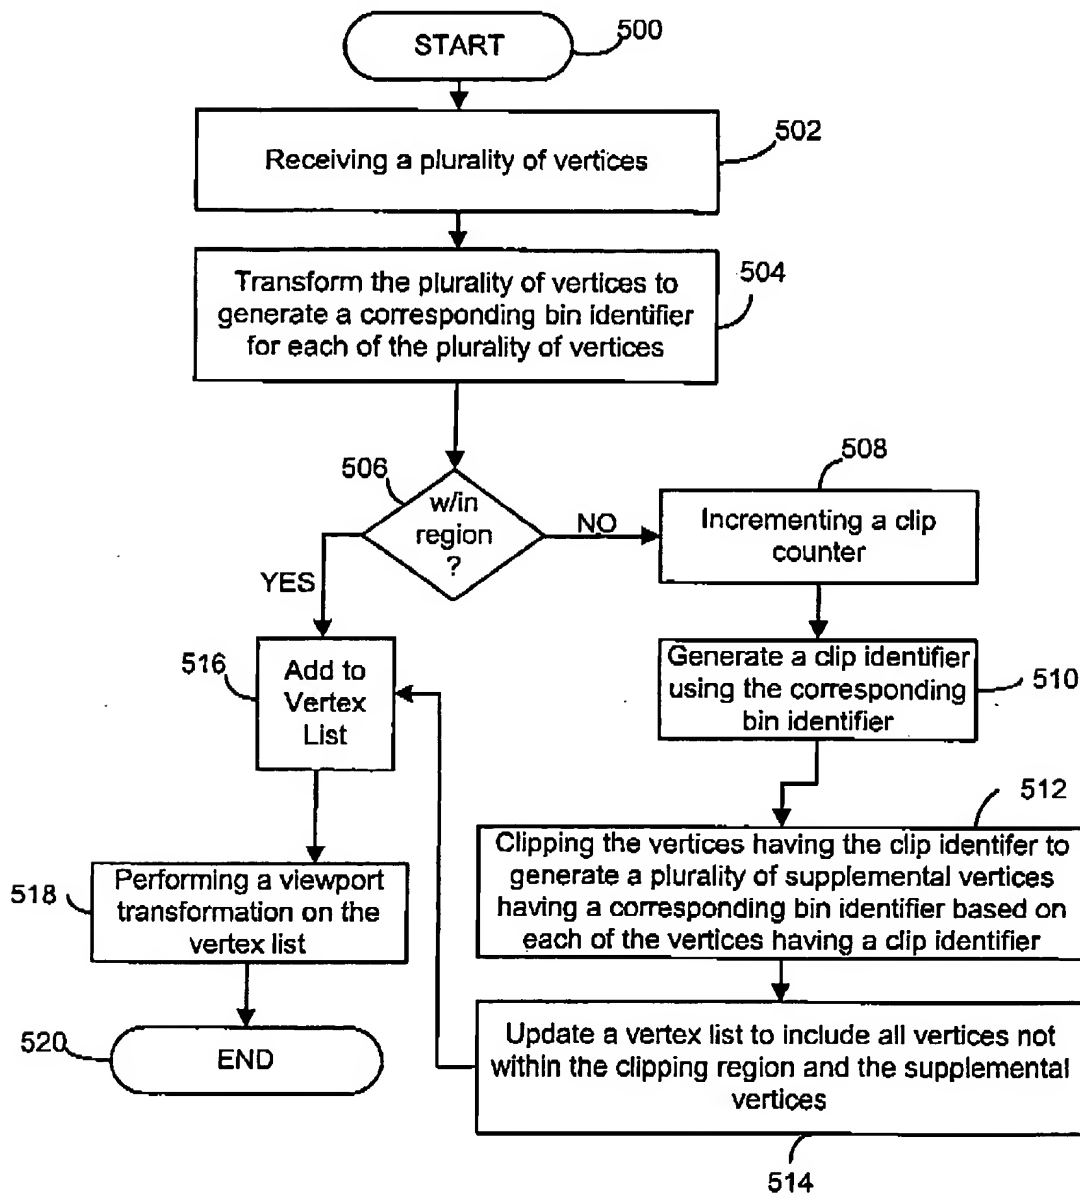 START
500
502
Receiving a plurality of vertices
504
Transform the plurality of vertices to
generate a corresponding bin identifier
for each of the plurality of vertices
506
w/in
region
?
NO
YES
508
Incrementing a clip
counter
510
Generate a clip identifier
using the corresponding
bin identifier
512
Clipping the vertices having the clip identifer to
generate a plurality of supplemental vertices
having a corresponding bin identifier based on
each of the vertices having a clip identifier
Update a vertex list to include all vertices not
within the clipping region and the supplemental
vertices
514
516
Add to
Vertex
List
518
Performing a viewport
transformation on the
vertex list
520
END